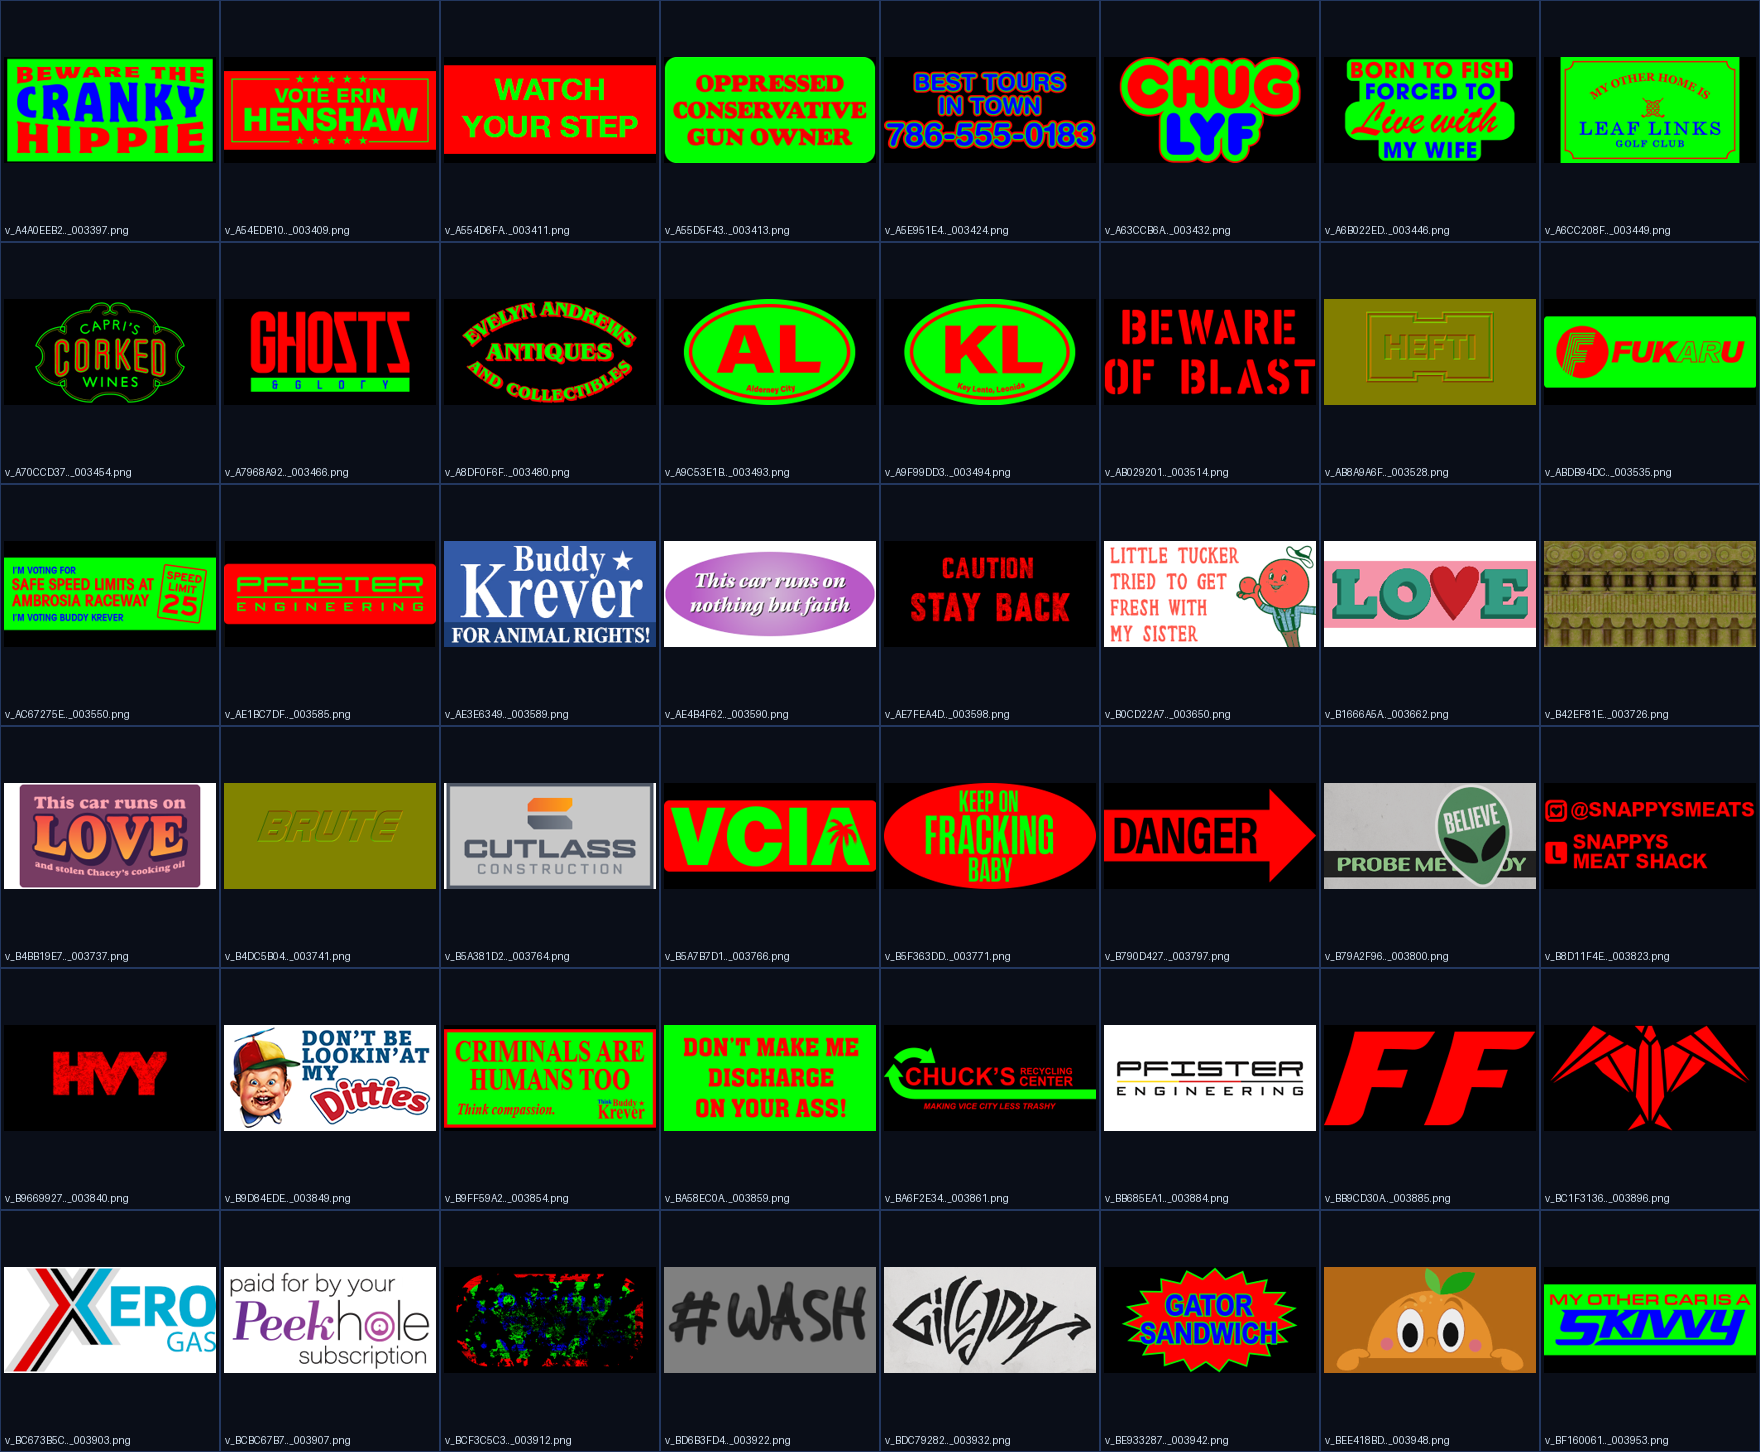 BEWARE THE
CRANKY
HIPPIE
v_A4A0EEB2.._003397.png
VOTE ERIN
HENSHAW
v_A54EDB10.._003409.png
WATCH
YOUR STEP
v_A554D6FA.._003411.png
OPPRESSED
CONSERVATIVE
GUN OWNER
v_A55D5F43.._003413.png
BEST TOURS
IN TOWN
786-555-0183
v_A5E951E4.._003424.png
CHUG
LYF
v_A63CCB6A.._003432.png
BORN TO FISH
FORCED TO
Live with
MY WIFE
v_A6B022ED.._003446.png
MY OTHER HOME IS
LEAF LINKS
GOLF CLUB
v_A6CC208F.._003449.png
CAPRI'S
CORKED
WINES
v_A70CCD37.._003454.png
GHOSTS
& GLORY
v_A7968A92.._003466.png
EVELYN ANDREWS
ANTIQUES
AND COLLECTIBLES
v_A8DF0F6F.._003480.png
AL
Alderney City
v_A9C53E1B.._003493.png
KL
Key Lento, Leonida
v_A9F99DD3.._003494.png
BEWARE
OF BLAST
v_AB029201.._003514.png
HEFTI
v_AB8A9A6F.._003528.png
F FUKARU
v_ABDB94DC.._003535.png
I'M VOTING FOR
SAFE SPEED LIMITS AT
AMBROSIA RACEWAY
I'M VOTING BUDDY KREVER
SPEED
LIMIT
25
v_AC67275E.._003550.png
PFISTER
ENGINEERING
v_AE1BC7DF.._003585.png
Buddy
Krever
FOR ANIMAL RIGHTS!
v_AE3E6349.._003589.png
This car runs on
nothing but faith
v_AE4B4F62.._003590.png
CAUTION
STAY BACK
v_AE7FEA4D.._003598.png
LITTLE TUCKER
TRIED TO GET
FRESH WITH
MY SISTER
v_B0CD22A7.._003650.png
LOVE
v_B1666A5A.._003662.png
v_B42EF81E.._003726.png
This car runs on
LOVE
and stolen Chacey's cooking oil
v_B4BB19E7.._003737.png
BRUTE
v_B4DC5B04.._003741.png
CUTLASS
CONSTRUCTION
v_B5A381D2.._003764.png
VCIA
v_B5A7B7D1.._003766.png
KEEP ON
FRACKING
BABY
v_B5F363DD.._003771.png
DANGER
v_B790D427.._003797.png
BELIEVE
PROBE ME
v_B79A2F96.._003800.png
@SNAPPYSMEATS
L SNAPPYS
MEAT SHACK
v_B8D11F4E.._003823.png
HVY
v_B9669927.._003840.png
DON'T BE
LOOKIN' AT
MY
Ditties
v_B9D84EDE.._003849.png
CRIMINALS ARE
HUMANS TOO
Think compassion.
Think Buddy
Krever
v_B9FF59A2.._003854.png
DON'T MAKE ME
DISCHARGE
ON YOUR ASS!
v_BA58EC0A.._003859.png
CHUCK'S RECYCLING
CENTER
MAKING VICE CITY LESS TRASHY
v_BA6F2E34.._003861.png
PFISTER
ENGINEERING
v_BB685EA1.._003884.png
FF
v_BB9CD30A.._003885.png
v_BC1F3136.._003896.png
XERO
GAS
v_BC673B5C.._003903.png
paid for by your
Peekhole
subscription
v_BCBC67B7.._003907.png
v_BCF3C5C3.._003912.png
#WASH
v_BD6B3FD4.._003922.png
v_BDC79282.._003932.png
GATOR
SANDWICH
v_BE933287.._003942.png
v_BEE418BD.._003948.png
MY OTHER CAR IS A
SKIVVY
v_BF160061.._003953.png